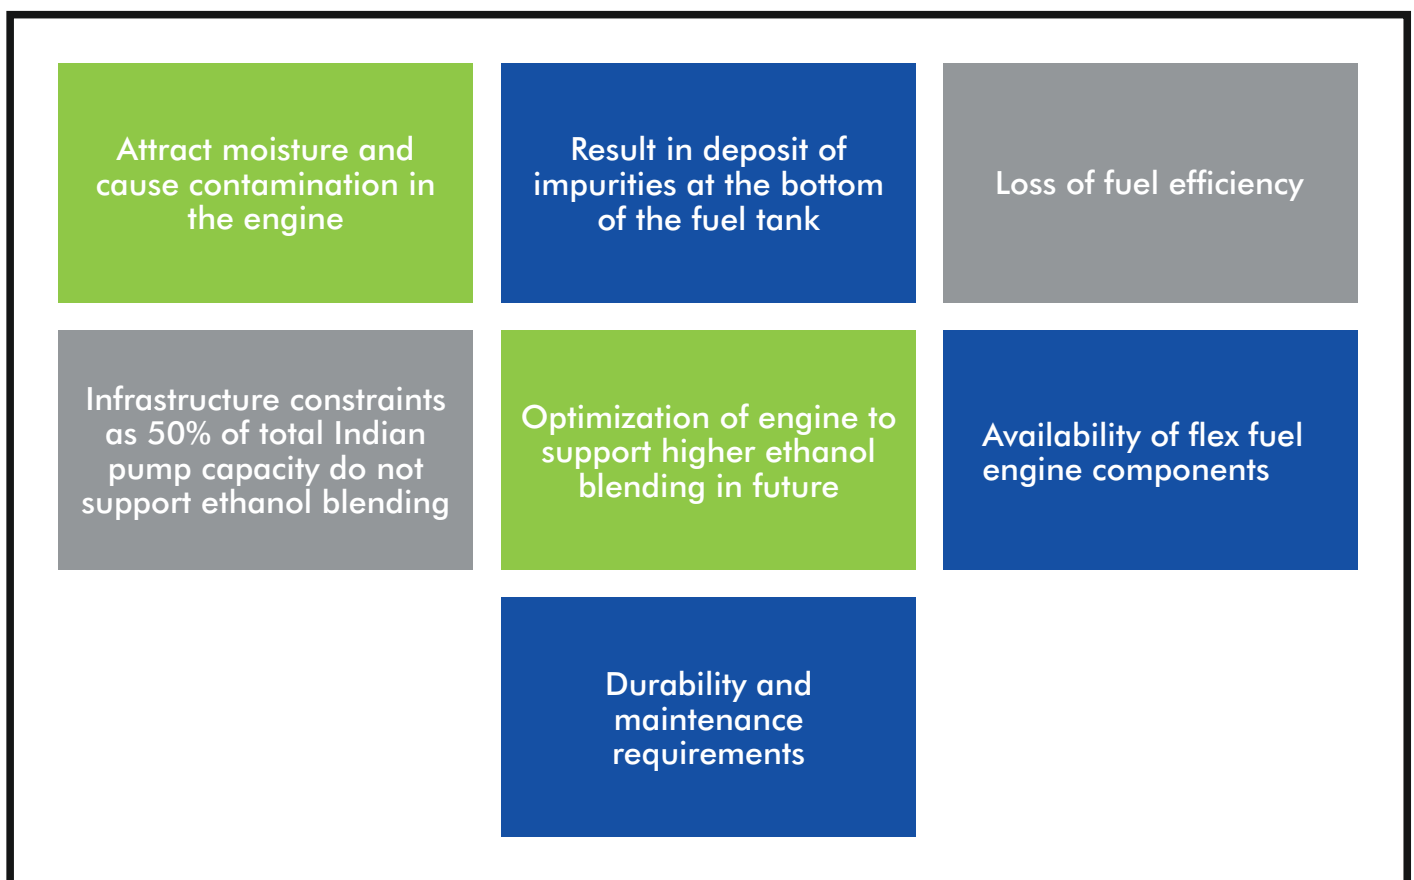 Attract moisture and
cause contamination in
the engine
Result in deposit of
impurities at the bottom
of the fuel tank
Loss of fuel efficiency
Infrastructure constraints
as 50% of total Indian
pump capacity do not
support ethanol blending
Optimization of engine to
support higher ethanol
blending in future
Availability of flex fuel
engine components
Durability and
maintenance
requirements